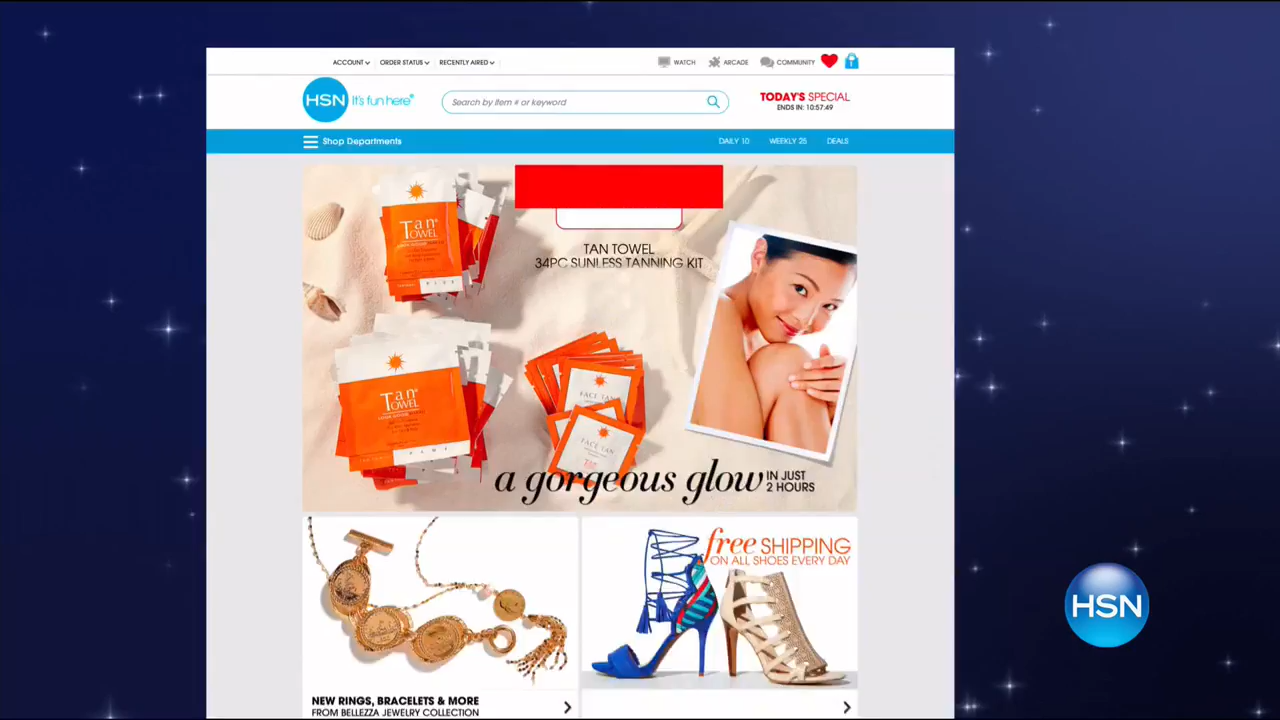 ACCOUNT
ORDER STATUS
RECENTLY AIRED
WATCH
ARCADE
COMMUNITY
HSN It's fun here®
Search by item # or keyword
TODAY'S SPECIAL
ENDS IN: 10:57:49
Shop Departments
DAILY 10
WEEKLY 25
DEALS
TAN TOWEL
34PC SUNLESS TANNING KIT
Tan
TOWEL
PLUS
Tan
TOWEL
FACE TAN
FACE TAN
a gorgeous glow IN JUST
2 HOURS
free SHIPPING
ON ALL SHOES EVERY DAY
HSN
NEW RINGS, BRACELETS & MORE
FROM BELLEZZA JEWELRY COLLECTION